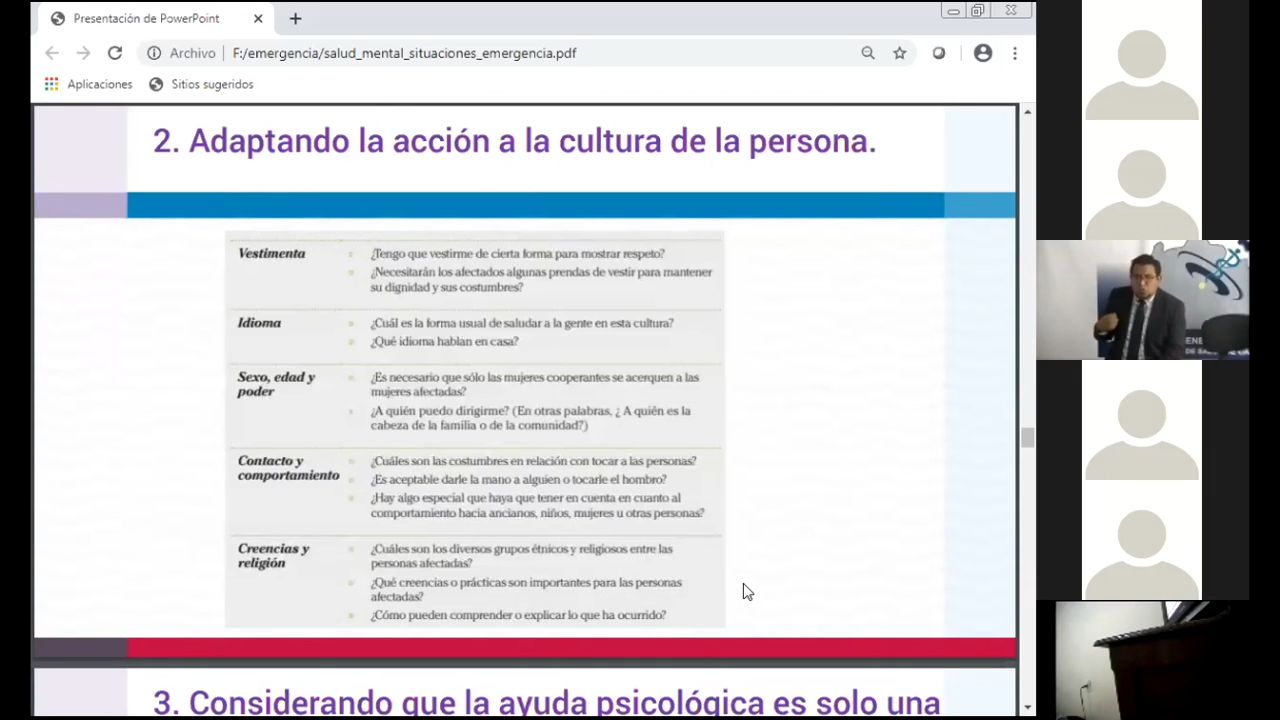 Presentación de PowerPoint
Archivo
F:/emergencia/salud_mental_situaciones_emergencia.pdf
Aplicaciones
Sitios sugeridos
2. Adaptando la acción a la cultura de la persona.
Vestimenta
¿Tengo que vestirme de cierta forma para mostrar respeto?
¿Necesitarán los afectados algunas prendas de vestir para mantener
su dignidad y sus costumbres?
Idioma
¿Cuál es la forma usual de saludar a la gente en esta cultura?
¿Qué idioma hablan en casa?
Sexo, edad y
poder
¿Es necesario que sólo las mujeres cooperantes se acerquen a las
mujeres afectadas?
¿A quién puedo dirigirme? (En otras palabras, ¿ A quién es la
cabeza de la familia o de la comunidad?)
Contacto y
comportamiento
¿Cuáles son las costumbres en relación con tocar a las personas?
¿Es aceptable darle la mano a alguien o tocarle el hombro?
¿Hay algo especial que haya que tener en cuenta en cuanto al
comportamiento hacia ancianos, niños, mujeres u otras personas?
Creencias y
religión
¿Cuáles son los diversos grupos étnicos y religiosos entre las
personas afectadas?
¿Qué creencias o prácticas son importantes para las personas
afectadas?
¿Cómo pueden comprender o explicar lo que ha ocurrido?
3. Considerando que la ayuda psicológica es solo una